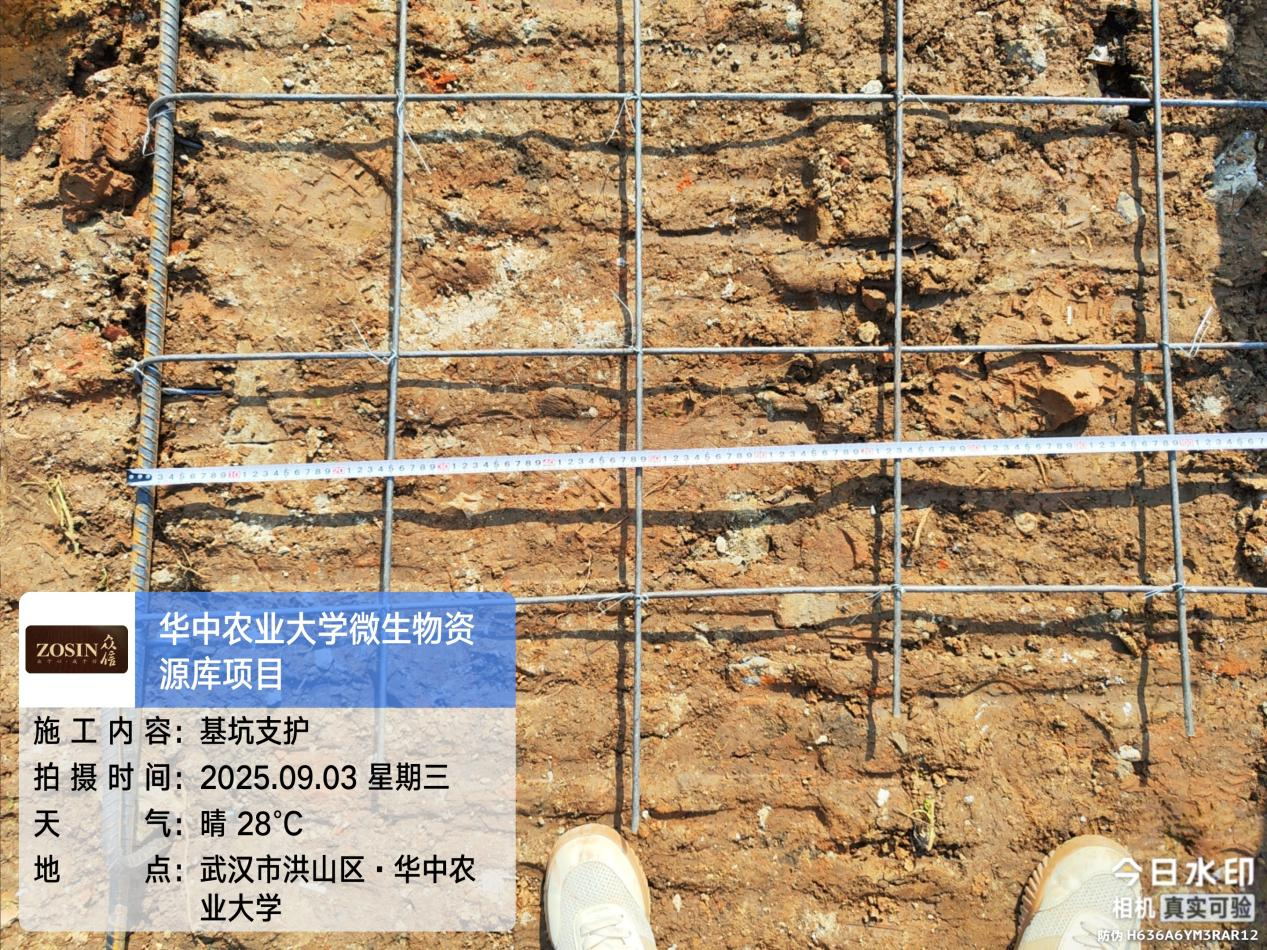 ZOSIN 众信
华中农业大学微生物资
源库项目
施工内容：基坑支护
拍摄时间：2025.09.03 星期三
天气：晴 28℃
地点：武汉市洪山区·华中农
业大学
今日水印
相机 真实可验
防伪 H636A6YM3RAR12